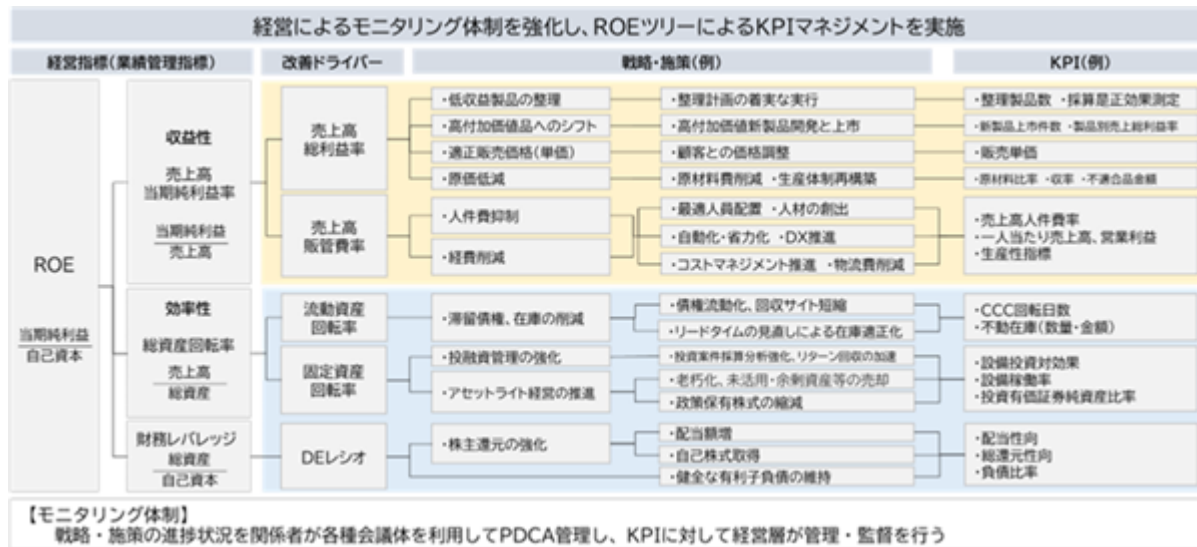 経営によるモニタリング体制を強化し、ROEツリーによるKPIマネジメントを実施
経営指標(業績管理指標)
改善ドライバー
戦略・施策(例)
KPI(例)
ROE
当期純利益
自己資本
収益性
売上高
当期純利益率
当期純利益
売上高
売上高
総利益率
・低収益製品の整理
・整理計画の着実な実行
・整理製品数 ・採算是正効果測定
・高付加価値品へのシフト
・高付加価値新製品開発と上市
・新製品上市件数 ・製品別売上総利益率
・適正販売価格(単価)
・顧客との価格調整
・販売単価
・原価低減
・原材料費削減 ・生産体制再構築
・原材料比率 ・収率 ・不適合品金額
売上高
販管費率
・人件費抑制
・経費削減
・最適人員配置 ・人材の創出
・自動化・省力化 ・DX推進
・コストマネジメント推進 ・物流費削減
・売上高人件費率
・一人当たり売上高、営業利益
・生産性指標
効率性
総資産回転率
売上高
総資産
流動資産
回転率
・滞留債権、在庫の削減
・債権流動化、回収サイト短縮
・リードタイムの見直しによる在庫適正化
・CCC回転日数
・不動在庫(数量・金額)
固定資産
回転率
・投融資管理の強化
・アセットライト経営の推進
・投資案件採算分析強化、リターン回収の加速
・老朽化、未活用・余剰資産等の売却
・政策保有株式の縮減
・設備投資対効果
・設備稼働率
・投資有価証券純資産比率
財務レバレッジ
総資産
自己資本
DEレシオ
・株主還元の強化
・配当額増
・自己株式取得
・健全な有利子負債の維持
・配当性向
・総還元性向
・負債比率
【モニタリング体制】
戦略・施策の進捗状況を関係者が各種会議体を利用してPDCA管理し、KPIに対して経営層が管理・監督を行う